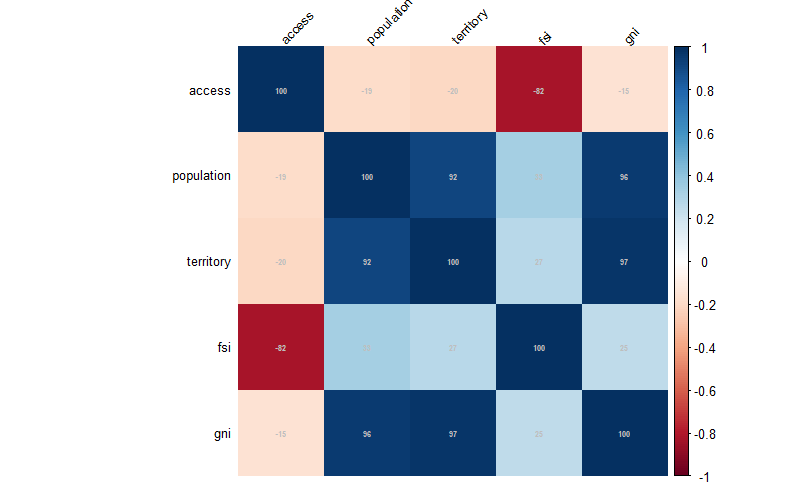 access population territory fsi gni
1
access 100 -19 -20 -82 -15
0.8
0.6
population -19 100 92 96
0.4
0.2
territory -20 92 100 27 97
0
-0.2
fsi -82 27 100 25
-0.4
-0.6
gni -15 96 97 25 100
-0.8
-1